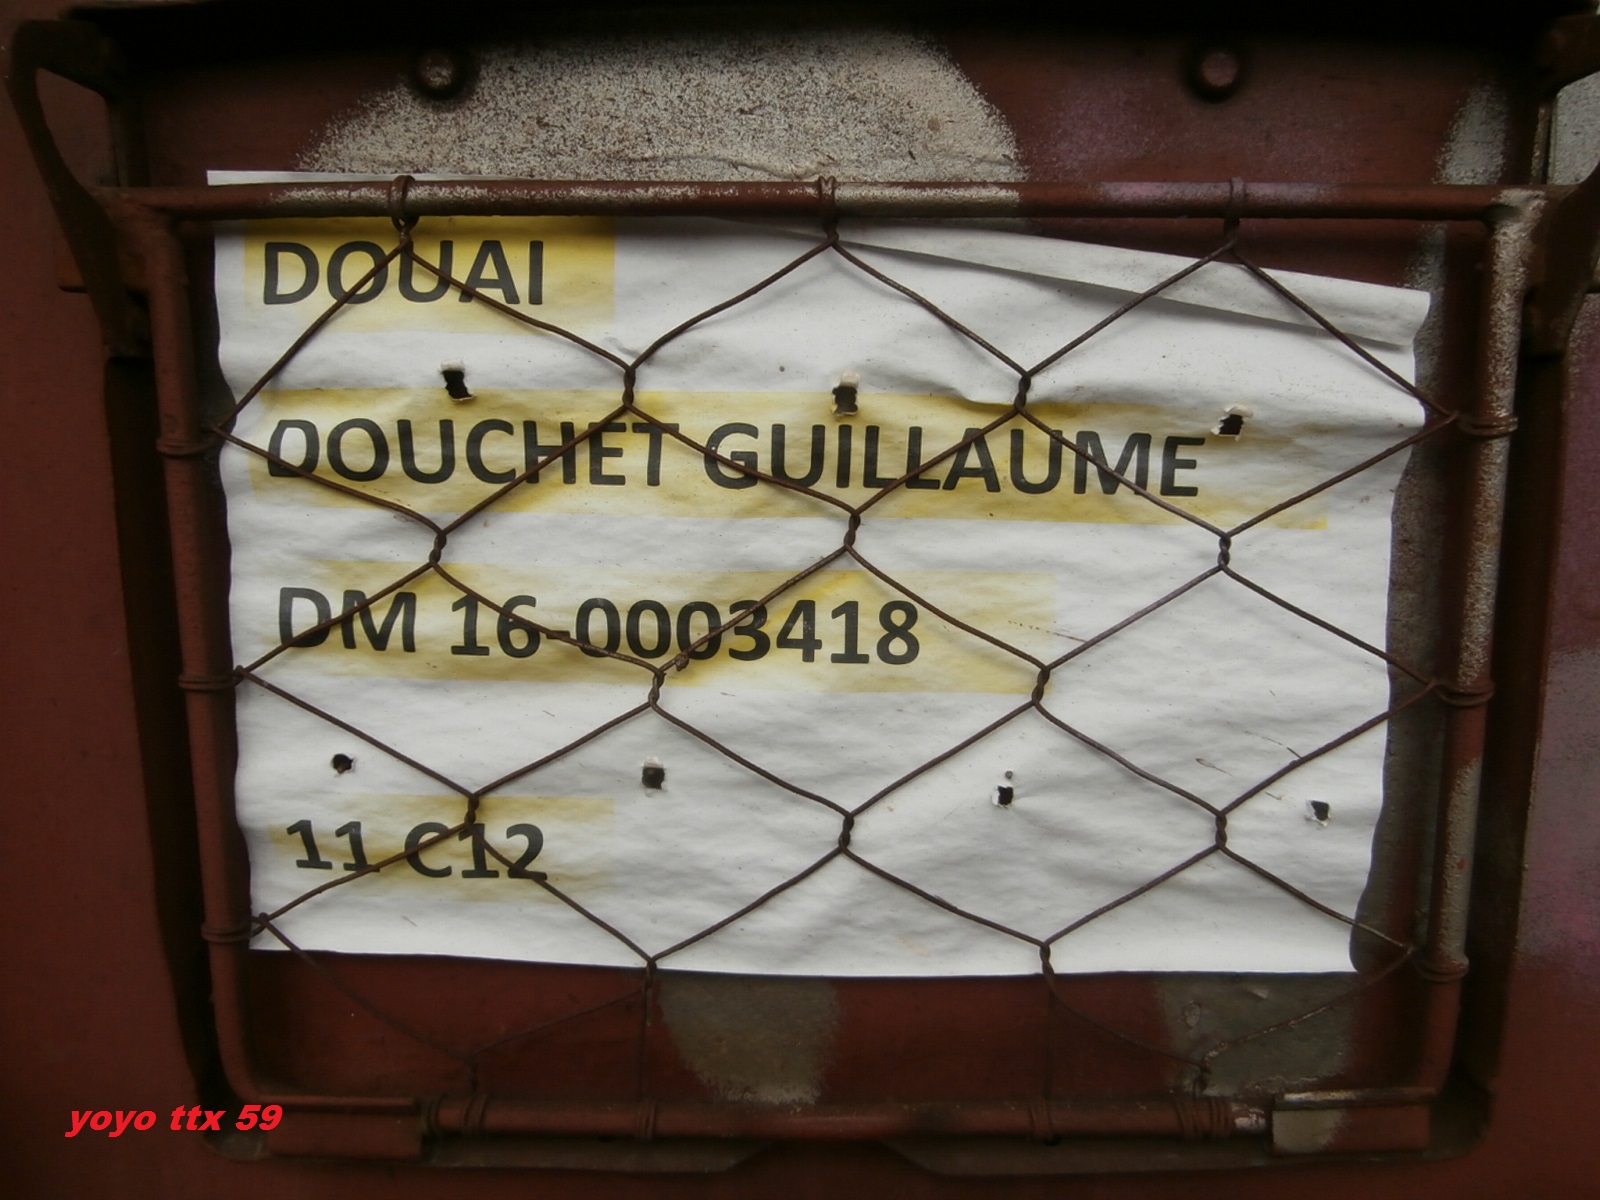 DOUAI
DOUCHET GUILLAUME
DM 16-0003418
11 C12
yoyo ttx 59